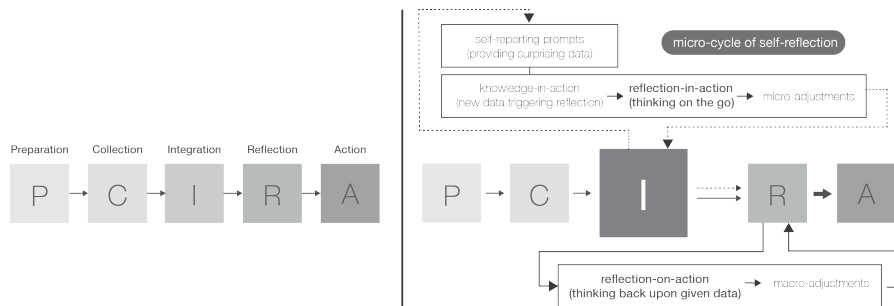 Preparation Collection Integration Reflection Action
P C I R A
self-reporting prompts
(providing surprising data)
micro-cycle of self-reflection
knowledge-in-action
(new data triggering reflection)
reflection-in-action
(thinking on the go)
micro-adjustments
P C I R A
reflection-on-action
(thinking back upon given data)
macro-adjustments